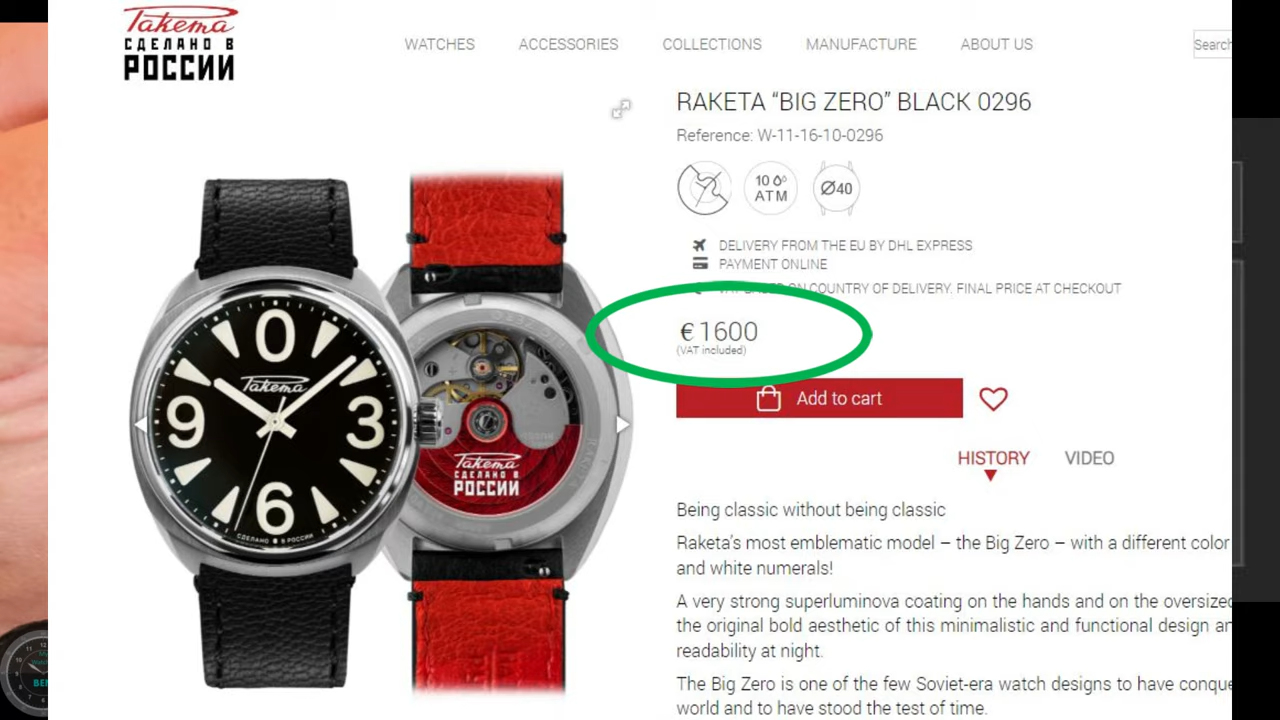 Ракета
СДЕЛАНО В
РОССИИ
WATCHES ACCESSORIES COLLECTIONS MANUFACTURE ABOUT US
Search
RAKETA “BIG ZERO” BLACK 0296
Reference: W-11-16-10-0296
10 ATM
Ø40
DELIVERY FROM THE EU BY DHL EXPRESS
PAYMENT ONLINE
COUNTRY OF DELIVERY. FINAL PRICE AT CHECKOUT
€ 1600
(VAT included)
Add to cart
HISTORY VIDEO
Being classic without being classic
Raketa's most emblematic model – the Big Zero – with a different color
and white numerals!
A very strong superluminova coating on the hands and on the oversized
the original bold aesthetic of this minimalistic and functional design
readability at night.
The Big Zero is one of the few Soviet-era watch designs to have
world and to have stood the test of time.
0
Ракета
9 3
6
СДЕЛАНО В РОССИИ
Ракета
СДЕЛАНО В
РОССИИ